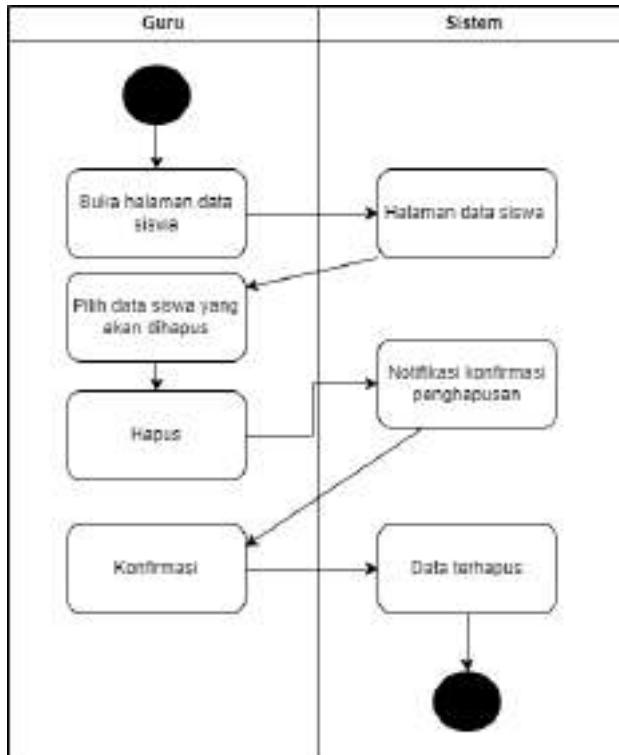 Guru
Sistem
Buka halaman data
siswa
Halaman data siswa
Pilih data siswa yang
akan dihapus
Notifikasi konfirmasi
penghapusan
Hapus
Konfirmasi
Data terhapus